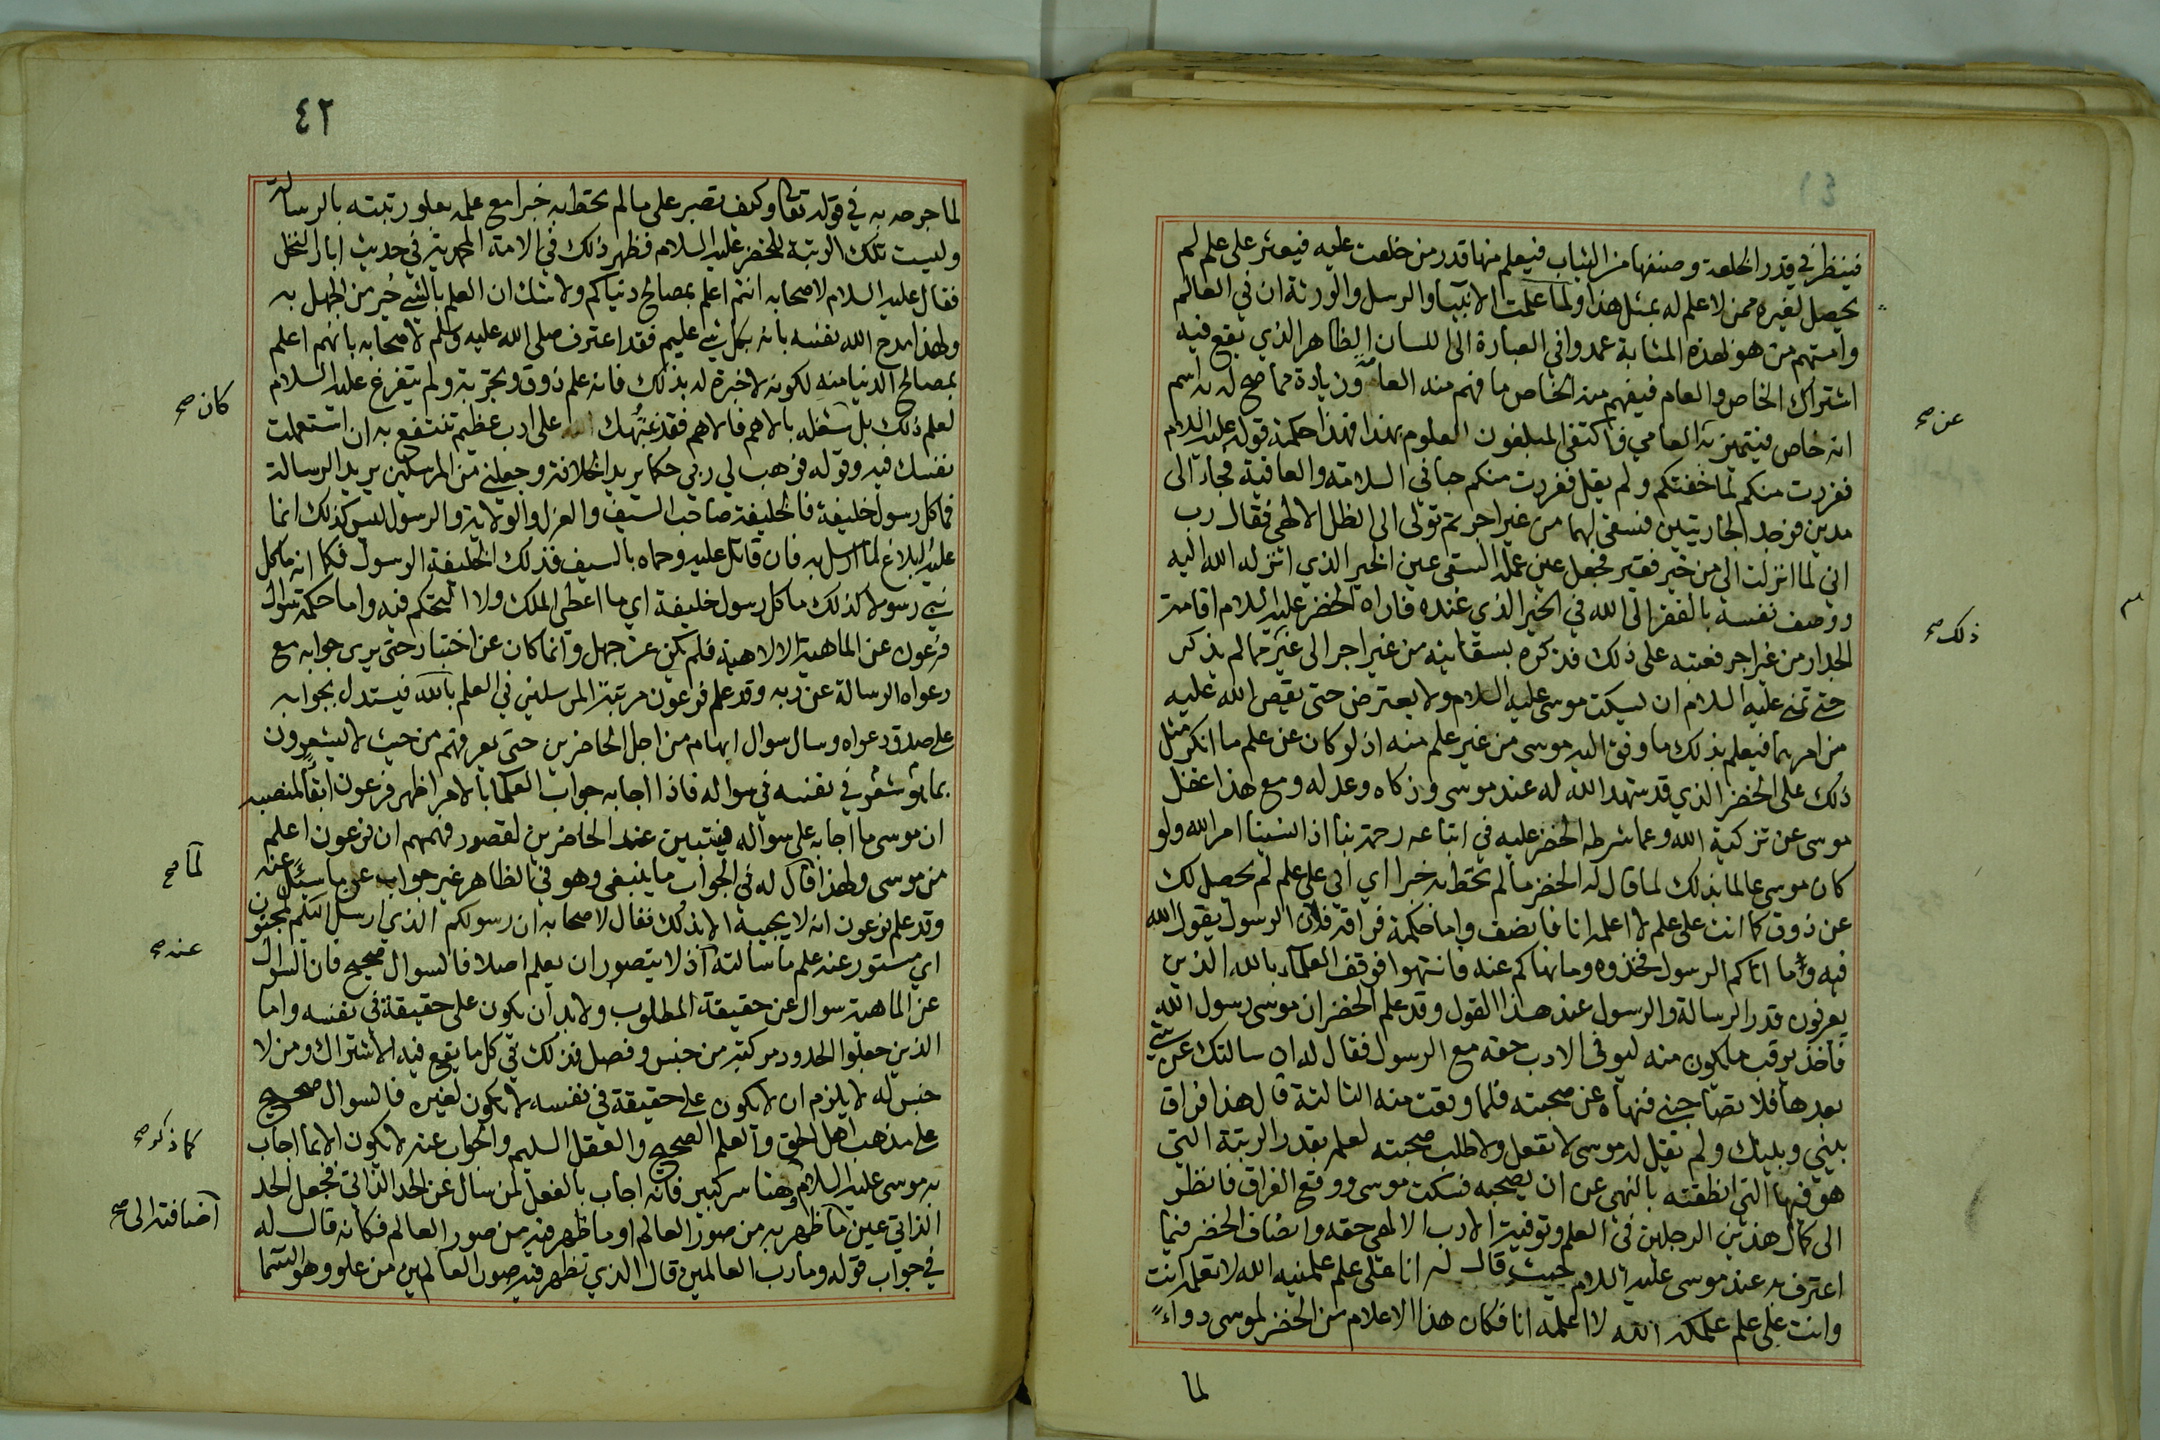 فينظر في قدر الخلعة وصنفها من الثياب فيعلم منها قدر من خلعت عليه فيعثر على علم لم
يحصل لغيره ممن لا علم له بمثل هذا ولما علمت الانبيا والرسل والورثة ان في العالم
وامتهم من هو بهذه المثابة عمدوا في العبارة الى اللسان الظاهر الذي يقع فيه
اشتراك الخاص والعام فيفهم منه الخاص ما فهم منه العامة وزيادة مما صح له به اسم
انه خاص فيتميز به العامي فاكتفى المبلغون العلوم بهذا فهذا حكمة قوله عليه السلام
عن صح
ففررت منكم لما خفتكم ولم يقل ففررت منكم حبا في السلامة والعافية فجاء الى
مدين فوجد الجاريتين فسقى لهما من غير اجر ثم تولى الى الظل الالهي فقال رب
اني لما انزلت الي من خير فقير فجعل عين عمله السقي عين الخير الذي انزله الله اليه
ووصف نفسه بالفقر الى الله في الخير الذي عنده فاراه الخضر عليه السلام اقامة
الجدار من غير اجر فعتبه على ذلك فذكره بسقايته من غير اجر الى غير مما لم يذكر
ذلك صح
حتى تمنى عليه السلام ان يسكت موسى عليه السلام ولا يعترض حتى يقص الله عليه
من امرهما فيعلم بذلك ما وفق اليه موسى من غير علم منه اذ لو كان عن علم ما انكر مثل
ذلك على الخضر الذي قد شهد الله له عند موسى وزكاه وعدله ومع هذا غفل
موسى عن تزكية الله وعما شرطه الخضر عليه في اتباعه رحمة بنا اذا نسينا امر الله ولو
كان موسى عالما بذلك لما قال له الخضر ما لم تحط به خبرا اي اني على علم لم يحصل لك
عن ذوق كما انت على علم لا اعلمه انا فانصف واما حكمة فراقه فلان الرسول يقول الله
فيه وما اتاكم الرسول فخذوه وما نهاكم عنه فانتهوا فوقف العلماء بالله الذين
يعرفون قدر الرسالة والرسول عند هذا القول وقد علم الخضر ان موسى رسول الله
فاخذ يرقب ما يكون منه ليوفي الادب حقه مع الرسول فقال له ان سالتك عن شي
بعدها فلا تصاحبني فنهاه عن صحبته فلما وقعت منه الثالثة قال هذا فراق
بيني وبينك ولم يقل له موسى لا تفعل ولا طلب صحبته لعلمه بقدر الرتبة التي
هو فيها التي انطقته بالنهي عن ان يصحبه فسكت موسى ووقع الفراق فانظر
الى كمال هذين الرجلين في العلم وتوفية الادب الالهي حقه وانصاف الخضر فيما
اعترف به عند موسى عليه السلام حيث قال له انا على علم علمنيه الله لا تعلمه انت
وانت على علم علمكه الله لا اعلمه انا فكان هذا الاعلام من الخضر لموسى دواءً
لما
٤٢
لما جرحه به في قوله تعالى وكيف تصبر على ما لم تحط به خبرا مع علمه بعلو رتبته بالرسالة
وليست تلك الرتبة للخضر عليه السلام فظهر ذلك في الامة المحمدية في حديث ابار النخل
فقال عليه السلام لاصحابه انتم اعلم بمصالح دنياكم ولا شك ان العلم بالشي خير من الجهل به
ولهذا مدح الله نفسه بانه بكل شي عليم فقد اعترف صلى الله عليه وسلم لاصحابه بانهم اعلم
بمصالح الدنيا منه لكونه لا خبرة له بذلك فانه علم ذوق وتجربة ولم يتفرغ عليه السلام
كان صح
لعلم ذلك بل شغله بالاهم فالاهم فقد نبهتك على ادب عظيم تنتفع به ان استعملت
نفسك فيه وقوله فوهب لي ربي حكما يريد الخلافة وجعلني من المرسلين يريد الرسالة
فما كل رسول خليفة فالخليفة صاحب السيف والعزل والولاية والرسول ليس كذلك انما
عليه البلاغ لما ارسل به فان قاتل عليه وحماه بالسيف فذلك الخليفة الرسول فكما انه ما كل
نبي رسولا كذلك ما كل رسول خليفة اي ما اعطي الملك ولا التحكم فيه واما حكمة سوال
فرعون عن الماهية الالاهية فلم يكن عن جهل وانما كان عن اختبار حتى يرى جوابه مع
دعواه الرسالة عن ربه وقد علم فرعون مرتبة المرسلين في العلم بالله فيستدل بجوابه
على صدق دعواه وسال سوال ايهام من اجل الحاضرين حتى يعرفهم من حيث لا يشعرون
بما هو شعر في نفسه في سواله فاذا اجابه جواب العلما بالامر اظهر فرعون ابقاً لمنصبه
ان موسى ما اجابه على سواله فيتبين عند الحاضرين لقصور فهمهم ان فرعون اعلم
من موسى ولهذا قال له في الجواب ما ينبغي وهو في الظاهر غير جواب عن ما سئل عنه
لما صح
وقد علم فرعون انه لا يجيبه الا بذلك فقال لاصحابه ان رسولكم الذي ارسل اليكم لمجنون
اي مستور عنه علم ما سالته اذ لا يتصور ان يعلم اصلا فالسوال صحيح فان السوال
عنه صح
عن الماهية سوال عن حقيقة المطلوب ولا بد ان يكون على حقيقة في نفسه واما
الذين جعلوا الحدود مركبة من جنس وفصل فذلك في كل ما يقع فيه الاشتراك ومن لا
جنس له لا يلزم ان لا يكون على حقيقة في نفسه لا تكون لغيره فالسوال صحيح
على مذهب اهل الحق والعلم الصحيح والعقل السليم والجواب عنه لا يكون الا بما اجاب
كما ذكر صح
به موسى عليه السلام وهنا سر كبير فانه اجاب بالفعل لمن سال عن الحد الذاتي فجعل الحد
الذاتي عين ما ظهر به من صور العالم او ما ظهر فيه من صور العالم فكانه قال له
اضافته الى صح
في جواب قوله وما رب العالمين قال الذي تظهر فيه صور العالمين من علو وهو السما